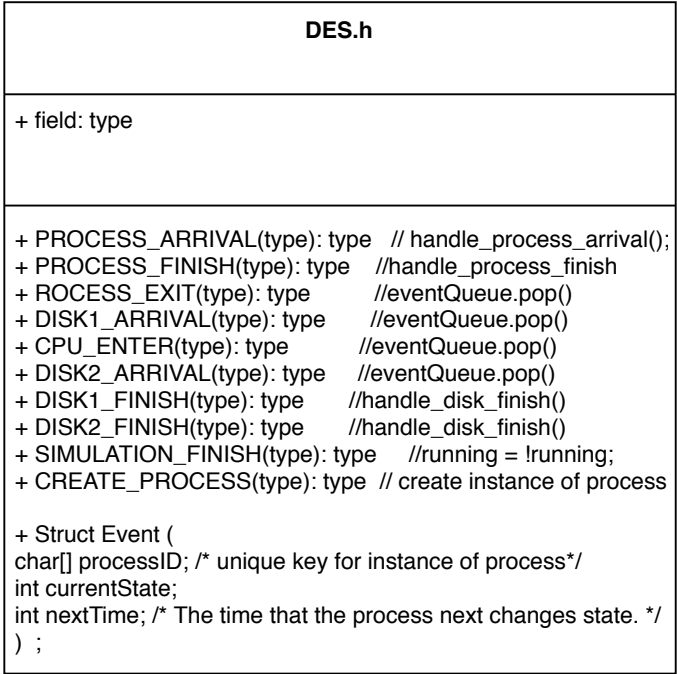 DES.h
+ field: type
+ PROCESS_ARRIVAL(type): type // handle_process_arrival();
+ PROCESS_FINISH(type): type //handle_process_finish
+ ROCESS_EXIT(type): type //eventQueue.pop()
+ DISK1_ARRIVAL(type): type //eventQueue.pop()
+ CPU_ENTER(type): type //eventQueue.pop()
+ DISK2_ARRIVAL(type): type //eventQueue.pop()
+ DISK1_FINISH(type): type //handle_disk_finish()
+ DISK2_FINISH(type): type //handle_disk_finish()
+ SIMULATION_FINISH(type): type //running = !running;
+ CREATE_PROCESS(type): type // create instance of process
+ Struct Event (
char[] processID; /* unique key for instance of process*/
int currentState;
int nextTime; /* The time that the process next changes state. */
) ;